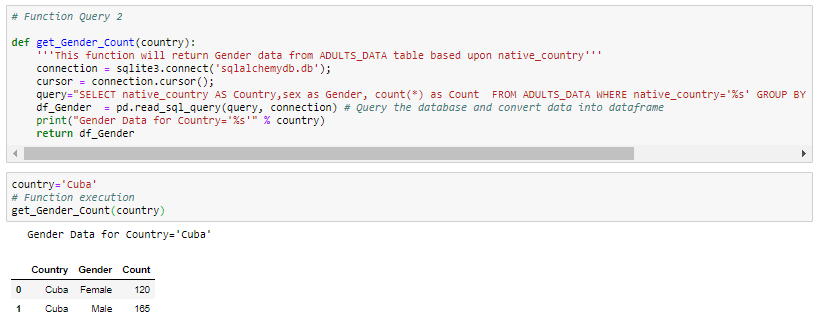 # Function Query 2
def get_Gender_Count(country):
'''This function will return Gender data from ADULTS_DATA table based upon native_country'''
connection = sqlite3.connect('sqlalchemydb.db');
cursor = connection.cursor();
query="SELECT native_country AS Country,sex as Gender, count(*) as Count  FROM ADULTS_DATA WHERE native_country='%s' GROUP BY
df_Gender  = pd.read_sql_query(query, connection) # Query the database and convert data into dataframe
print("Gender Data for Country='%s'" % country)
return df_Gender
country='Cuba'
# Function execution
get_Gender_Count(country)
Gender Data for Country='Cuba'
Country Gender Count
0 Cuba Female 120
1 Cuba Male 165